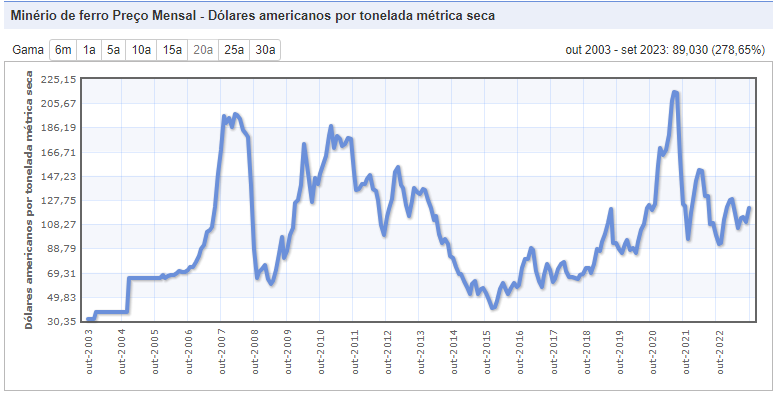 Minério de ferro Preço Mensal - Dólares americanos por tonelada métrica seca
Gama 6m 1a 5a 10a 15a 20a 25a 30a out 2003 - set 2023: 89,030 (278,65%)
Dólares americanos por tonelada métrica seca
225,15
205,67
186,19
166,71
147,23
127,75
108,27
88,79
69,31
49,83
30,35
out-2003
out-2004
out-2005
out-2006
out-2007
out-2008
out-2009
out-2010
out-2011
out-2012
out-2013
out-2014
out-2015
out-2016
out-2017
out-2018
out-2019
out-2020
out-2021
out-2022